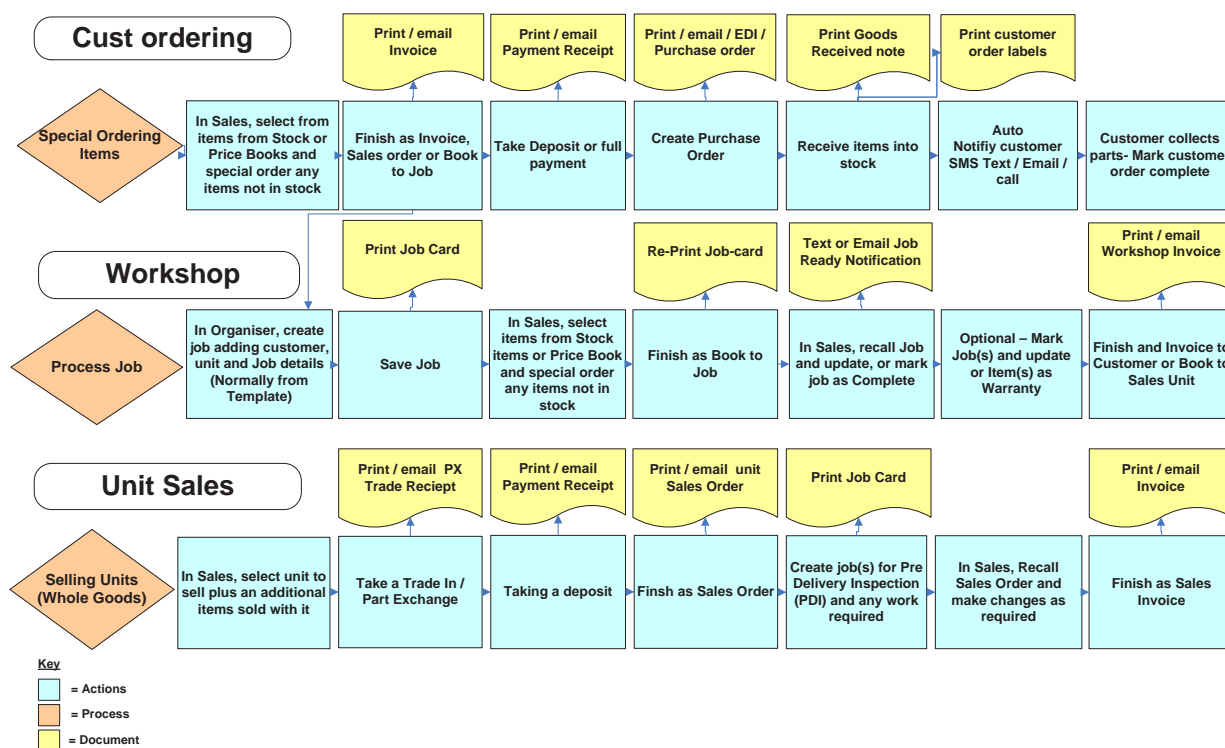 Cust ordering
Print / email
Invoice
Print / email
Payment Receipt
Print / email / EDI /
Purchase order
Print Goods
Received note
Print customer
order labels
Special Ordering
Items
In Sales, select from
items from Stock or
Price Books and
special order any
items not in stock
Finish as Invoice,
Sales order or Book
to Job
Take Deposit or full
payment
Create Purchase
Order
Receive items into
stock
Auto
Notifiy customer
SMS Text / Email /
call
Customer collects
parts- Mark customer
order complete
Workshop
Print Job Card
Re-Print Job-card
Text or Email Job
Ready Notification
Print / email
Workshop Invoice
Process Job
In Organiser, create
job adding customer,
unit and Job details
(Normally from
Template)
Save Job
In Sales, select
items from Stock
items or Price Book
and special order
any items not in
stock
Finish as Book to
Job
In Sales, recall Job
and update, or mark
job as Complete
Optional – Mark
Job(s) and update
or Item(s) as
Warranty
Finish and Invoice to
Customer or Book to
Sales Unit
Unit Sales
Print / email PX
Trade Reciept
Print / email
Payment Receipt
Print / email unit
Sales Order
Print Job Card
Print / email
Invoice
Selling Units
(Whole Goods)
In Sales, select unit to
sell plus an additional
items sold with it
Take a Trade In /
Part Exchange
Taking a deposit
Finsh as Sales Order
Create job(s) for Pre
Delivery Inspection
(PDI) and any work
required
In Sales, Recall
Sales Order and
make changes as
required
Finish as Sales
Invoice
Key
= Actions
= Process
= Document